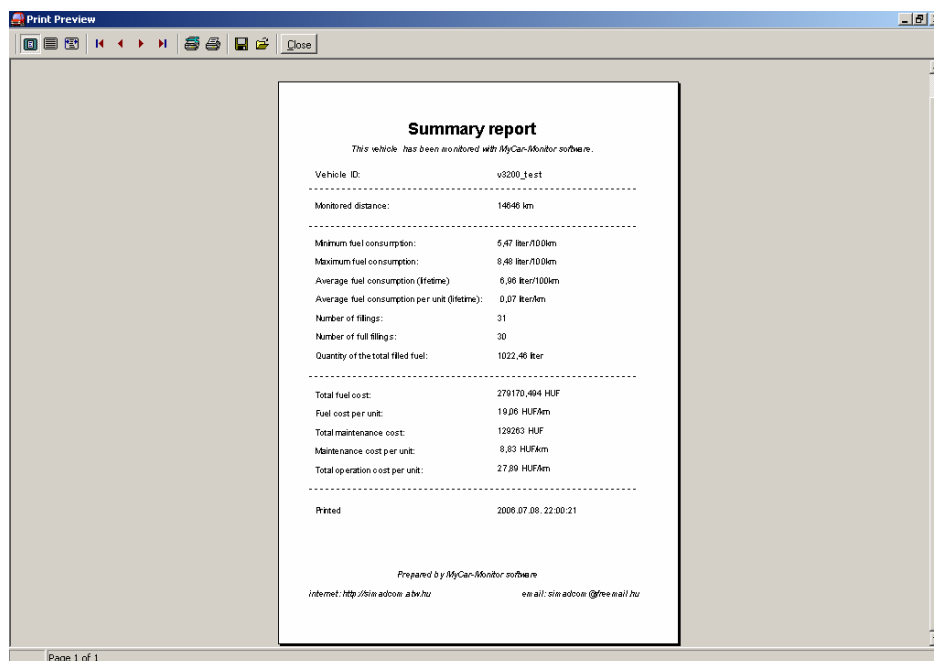 Print Preview
Close
Summary report
This vehicle has been monitored with MyCar-Monitor software.
Vehicle ID: v3200_test
Monitored distance: 14646 km
Minimum fuel consumption: 5,47 liter/100km
Maximum fuel consumption: 8,48 liter/100km
Average fuel consumption (lifetime) 6,96 liter/100km
Average fuel consumption per unit (lifetime): 0,07 liter/km
Number of fillings: 31
Number of full fillings: 30
Quantity of the total filled fuel: 1022,46 liter
Total fuel cost: 279170,494 HUF
Fuel cost per unit: 19,06 HUF/km
Total maintenance cost: 129263 HUF
Maintenance cost per unit: 8,83 HUF/km
Total operation cost per unit: 27,89 HUF/km
Printed 2006.07.08. 22:00:21
Prepared by MyCar-Monitor software
internet: http://simadcom.atw.hu email: simadcom@freemail.hu
Page 1 of 1